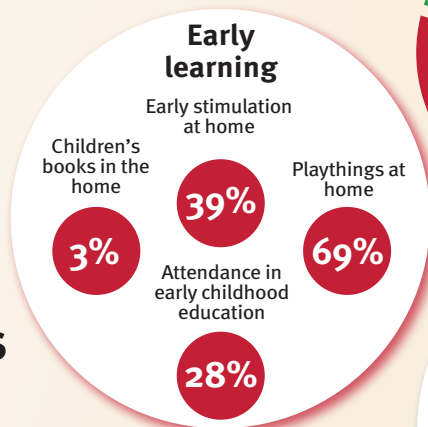 Early
learning
Early stimulation
at home
39%
Children's
books in the
home
3%
Playthings at
home
69%
Attendance in
early childhood
education
28%
s